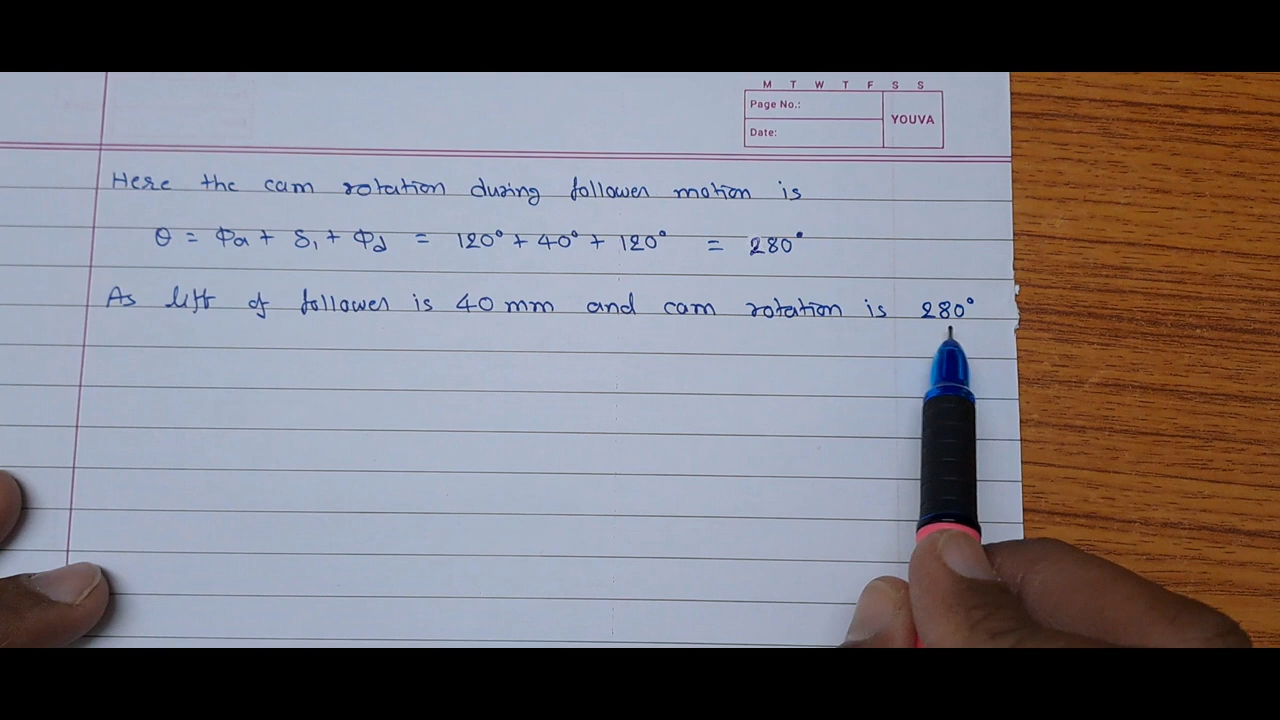 M T W T F S S
Page No.:
YOUVA
Date:
Here the cam rotation during follower motion is
θ = Φa + δ₁ + Φd = 120° + 40° + 120° = 280°
As lift of follower is 40 mm and cam rotation is 280°